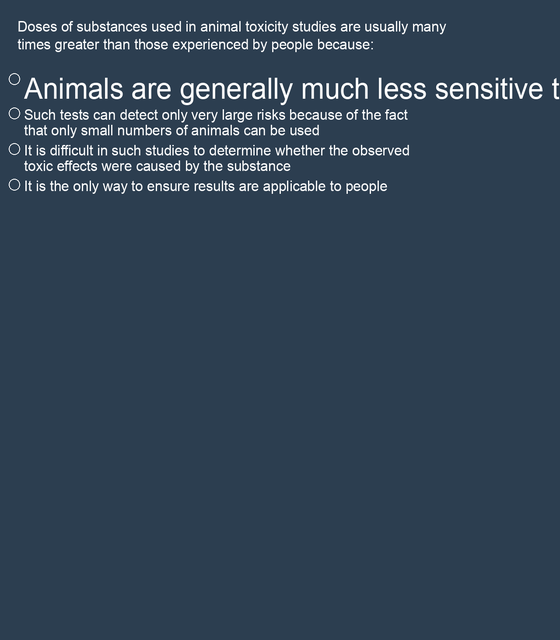 Doses of substances used in animal toxicity studies are usually many
times greater than those experienced by people because:
Animals are generally much less sensitive
Such tests can detect only very large risks because of the fact
that only small numbers of animals can be used
It is difficult in such studies to determine whether the observed
toxic effects were caused by the substance
It is the only way to ensure results are applicable to people